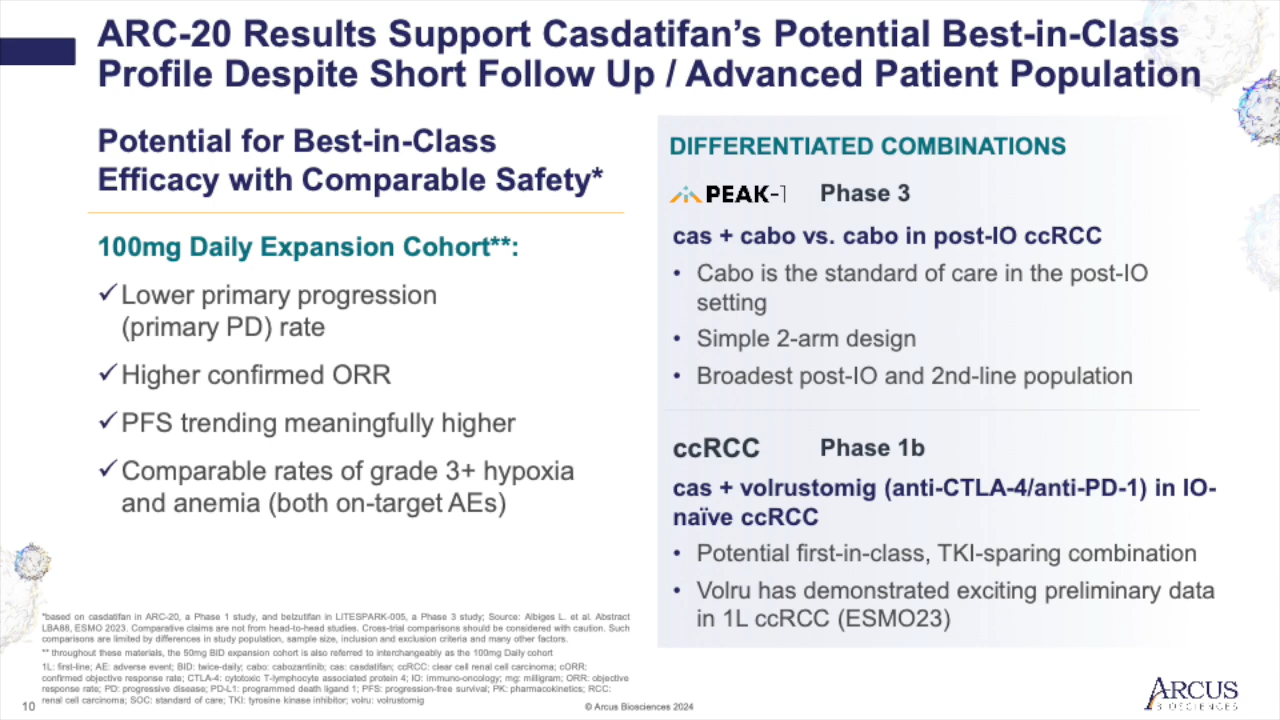 ARC-20 Results Support Casdatifan’s Potential Best-in-Class
Profile Despite Short Follow Up / Advanced Patient Population
Potential for Best-in-Class
Efficacy with Comparable Safety*
100mg Daily Expansion Cohort**:
✓ Lower primary progression
(primary PD) rate
✓ Higher confirmed ORR
✓ PFS trending meaningfully higher
✓ Comparable rates of grade 3+ hypoxia
and anemia (both on-target AEs)
DIFFERENTIATED COMBINATIONS
PEAK-1 Phase 3
cas + cabo vs. cabo in post-IO ccRCC
• Cabo is the standard of care in the post-IO
setting
• Simple 2-arm design
• Broadest post-IO and 2nd-line population
ccRCC Phase 1b
cas + volrustomig (anti-CTLA-4/anti-PD-1) in IO-
naïve ccRCC
• Potential first-in-class, TKI-sparing combination
• Volru has demonstrated exciting preliminary data
in 1L ccRCC (ESMO23)
*based on casdatifan in ARC-20, a Phase 1 study, and belzutifan in LITESPARK-005, a Phase 3 study; Source: Albiges L. et al. Abstract
LBA88, ESMO 2023. Comparative claims are not from head-to-head studies. Cross-trial comparisons should be considered with caution. Such
comparisons are limited by differences in study population, sample size, inclusion and exclusion criteria and many other factors.
** throughout these materials, the 50mg BID expansion cohort is also referred to interchangeably as the 100mg Daily cohort
1L: first-line; AE: adverse event; BID: twice-daily; cabo: cabozantinib; cas: casdatifan; ccRCC: clear cell renal cell carcinoma; cORR:
confirmed objective response rate; CTLA-4: cytotoxic T-lymphocyte associated protein 4; IO: immuno-oncology; mg: milligram; ORR: objective
response rate; PD: progressive disease; PD-L1: programmed death ligand 1; PFS: progression-free survival; PK: pharmacokinetics; RCC:
renal cell carcinoma; SOC: standard of care; TKI: tyrosine kinase inhibitor; volru: volrustomig
10
© Arcus Biosciences 2024
ARCUS
BIOSCIENCES